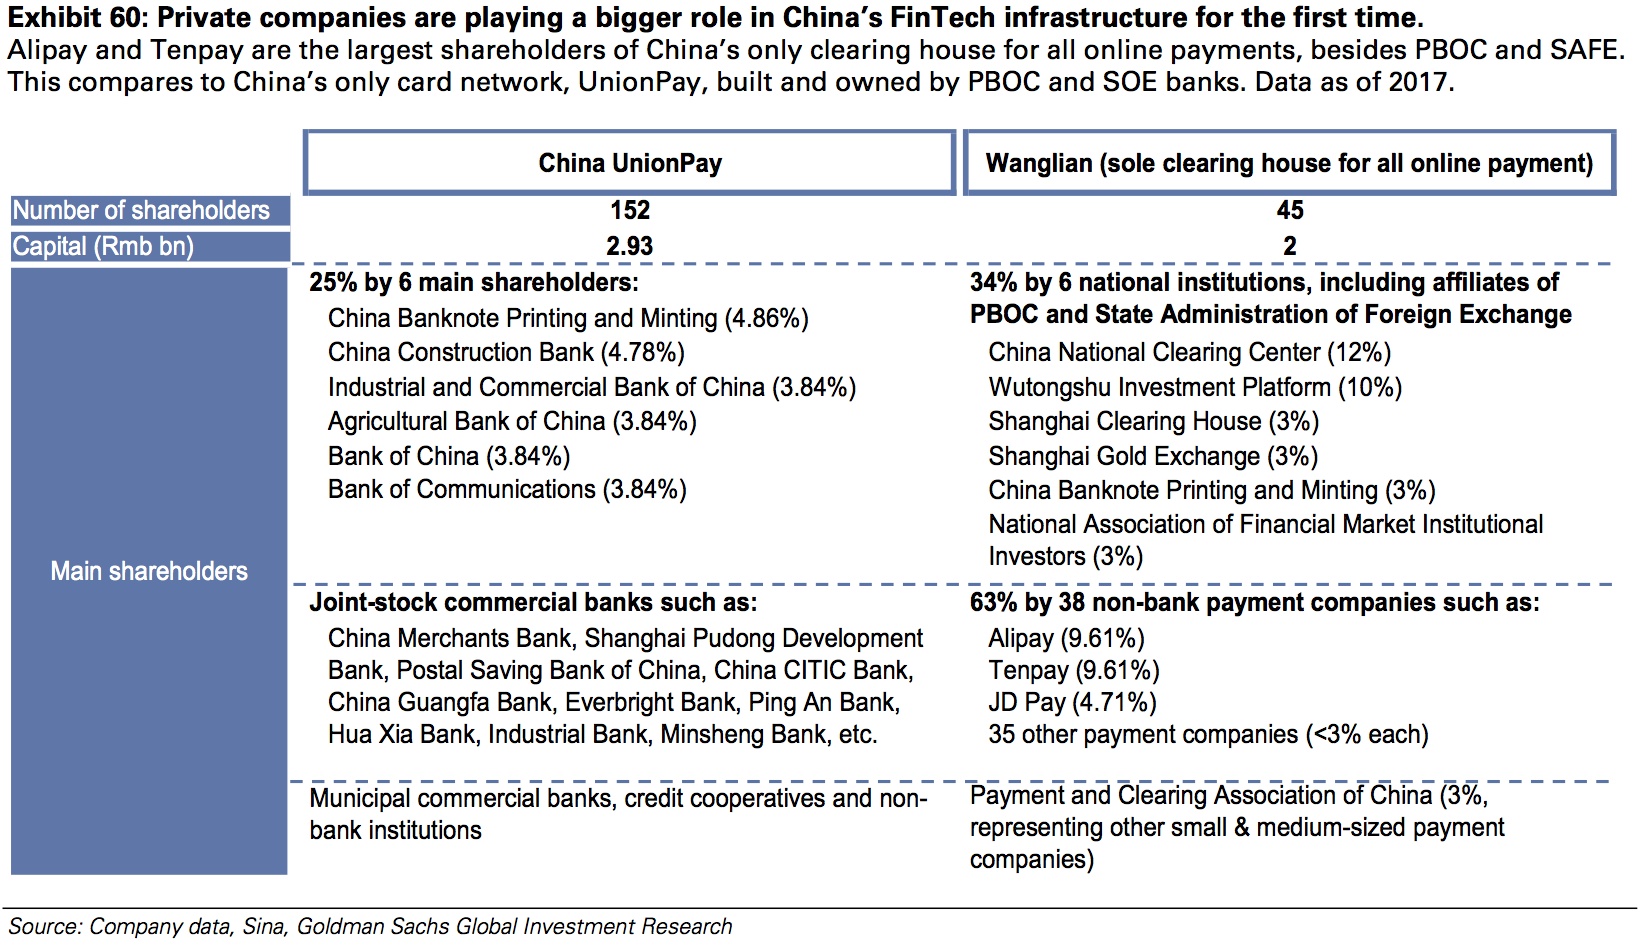 Exhibit 60: Private companies are playing a bigger role in China’s FinTech infrastructure for the first time.
Alipay and Tenpay are the largest shareholders of China’s only clearing house for all online payments, besides PBOC and SAFE.
This compares to China’s only card network, UnionPay, built and owned by PBOC and SOE banks. Data as of 2017.
China UnionPay
Wanglian (sole clearing house for all online payment)
Number of shareholders
152
45
Capital (Rmb bn)
2.93
2
Main shareholders
25% by 6 main shareholders:
China Banknote Printing and Minting (4.86%)
China Construction Bank (4.78%)
Industrial and Commercial Bank of China (3.84%)
Agricultural Bank of China (3.84%)
Bank of China (3.84%)
Bank of Communications (3.84%)
34% by 6 national institutions, including affiliates of
PBOC and State Administration of Foreign Exchange
China National Clearing Center (12%)
Wutongshu Investment Platform (10%)
Shanghai Clearing House (3%)
Shanghai Gold Exchange (3%)
China Banknote Printing and Minting (3%)
National Association of Financial Market Institutional
Investors (3%)
Joint-stock commercial banks such as:
China Merchants Bank, Shanghai Pudong Development
Bank, Postal Saving Bank of China, China CITIC Bank,
China Guangfa Bank, Everbright Bank, Ping An Bank,
Hua Xia Bank, Industrial Bank, Minsheng Bank, etc.
63% by 38 non-bank payment companies such as:
Alipay (9.61%)
Tenpay (9.61%)
JD Pay (4.71%)
35 other payment companies (<3% each)
Municipal commercial banks, credit cooperatives and non-
bank institutions
Payment and Clearing Association of China (3%,
representing other small & medium-sized payment
companies)
Source: Company data, Sina, Goldman Sachs Global Investment Research